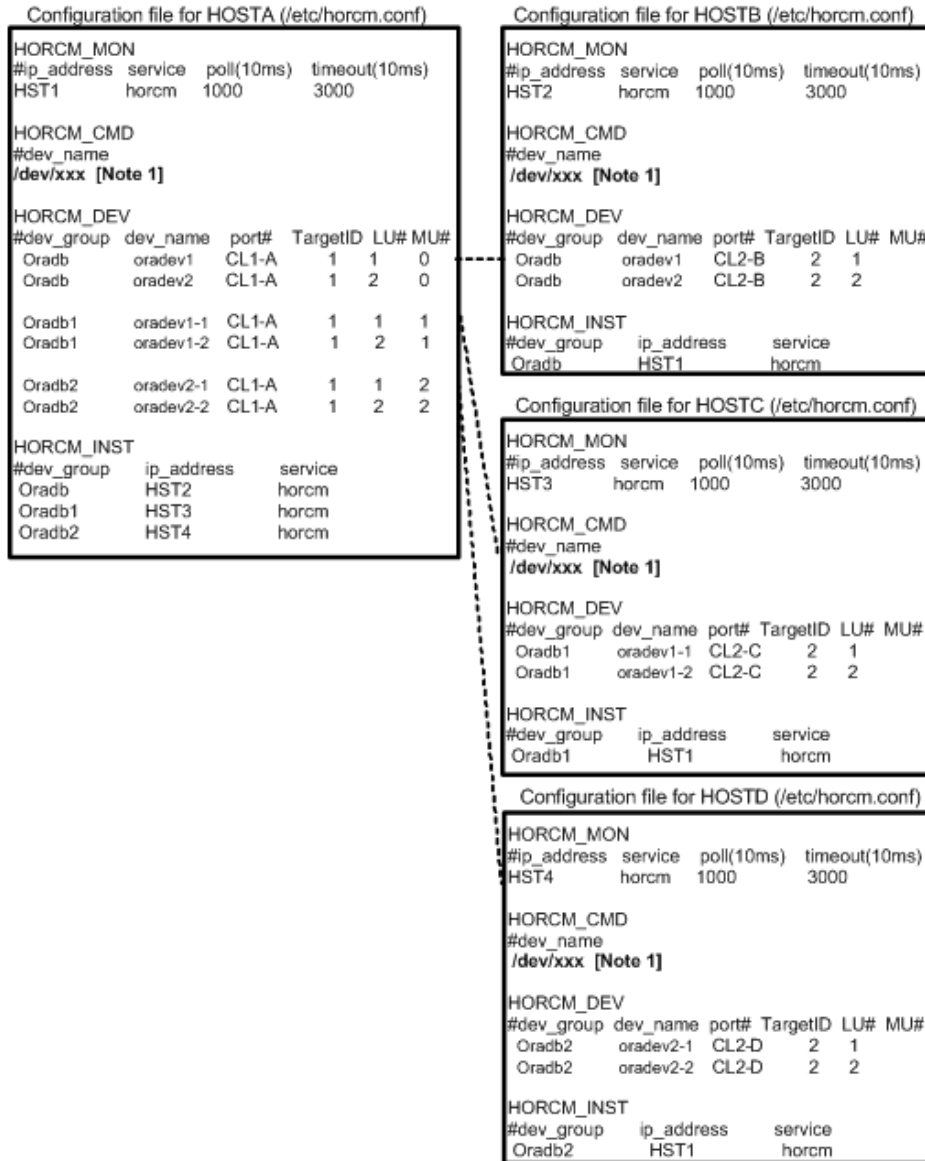 Configuration file for HOSTA (/etc/horcm.conf)
HORCM_MON
#ip_address service poll(10ms) timeout(10ms)
HST1 horcm 1000 3000
HORCM_CMD
#dev_name
/dev/xxx [Note 1]
HORCM_DEV
#dev_group dev_name port# TargetID LU# MU#
Oradb oradev1 CL1-A 1 1 0
Oradb oradev2 CL1-A 1 2 0
Oradb1 oradev1-1 CL1-A 1 1 1
Oradb1 oradev1-2 CL1-A 1 2 1
Oradb2 oradev2-1 CL1-A 1 1 2
Oradb2 oradev2-2 CL1-A 1 2 2
HORCM_INST
#dev_group ip_address service
Oradb HST2 horcm
Oradb1 HST3 horcm
Oradb2 HST4 horcm
Configuration file for HOSTB (/etc/horcm.conf)
HORCM_MON
#ip_address service poll(10ms) timeout(10ms)
HST2 horcm 1000 3000
HORCM_CMD
#dev_name
/dev/xxx [Note 1]
HORCM_DEV
#dev_group dev_name port# TargetID LU# MU#
Oradb oradev1 CL2-B 2 1
Oradb oradev2 CL2-B 2 2
HORCM_INST
#dev_group ip_address service
Oradb HST1 horcm
Configuration file for HOSTC (/etc/horcm.conf)
HORCM_MON
#ip_address service poll(10ms) timeout(10ms)
HST3 horcm 1000 3000
HORCM_CMD
#dev_name
/dev/xxx [Note 1]
HORCM_DEV
#dev_group dev_name port# TargetID LU# MU#
Oradb1 oradev1-1 CL2-C 2 1
Oradb1 oradev1-2 CL2-C 2 2
HORCM_INST
#dev_group ip_address service
Oradb1 HST1 horcm
Configuration file for HOSTD (/etc/horcm.conf)
HORCM_MON
#ip_address service poll(10ms) timeout(10ms)
HST4 horcm 1000 3000
HORCM_CMD
#dev_name
/dev/xxx [Note 1]
HORCM_DEV
#dev_group dev_name port# TargetID LU# MU#
Oradb2 oradev2-1 CL2-D 2 1
Oradb2 oradev2-2 CL2-D 2 2
HORCM_INST
#dev_group ip_address service
Oradb2 HST1 horcm